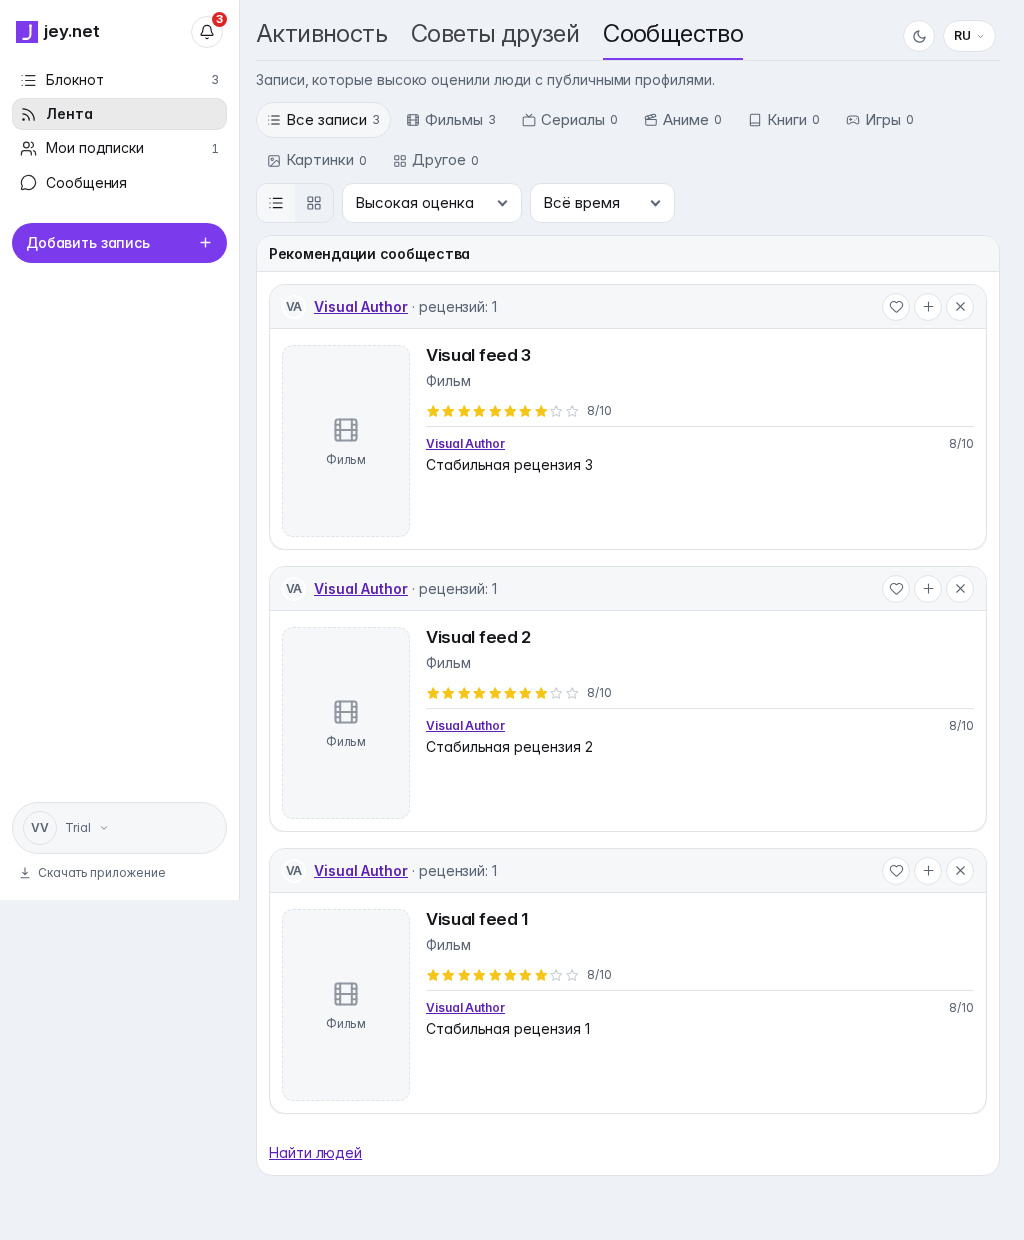 jey.net
3
Блокнот 3
Лента
Мои подписки 1
Сообщения
Добавить запись
VV Trial
Скачать приложение
Активность Советы друзей Сообщество
RU
Записи, которые высоко оценили люди с публичными профилями.
Все записи 3 Фильмы 3 Сериалы 0 Аниме 0 Книги 0 Игры 0
Картинки 0 Другое 0
Высокая оценка Всё время
Рекомендации сообщества
VA Visual Author · рецензий: 1
Visual feed 3
Фильм
8/10
Фильм
Visual Author 8/10
Стабильная рецензия 3
VA Visual Author · рецензий: 1
Visual feed 2
Фильм
8/10
Фильм
Visual Author 8/10
Стабильная рецензия 2
VA Visual Author · рецензий: 1
Visual feed 1
Фильм
8/10
Фильм
Visual Author 8/10
Стабильная рецензия 1
Найти людей